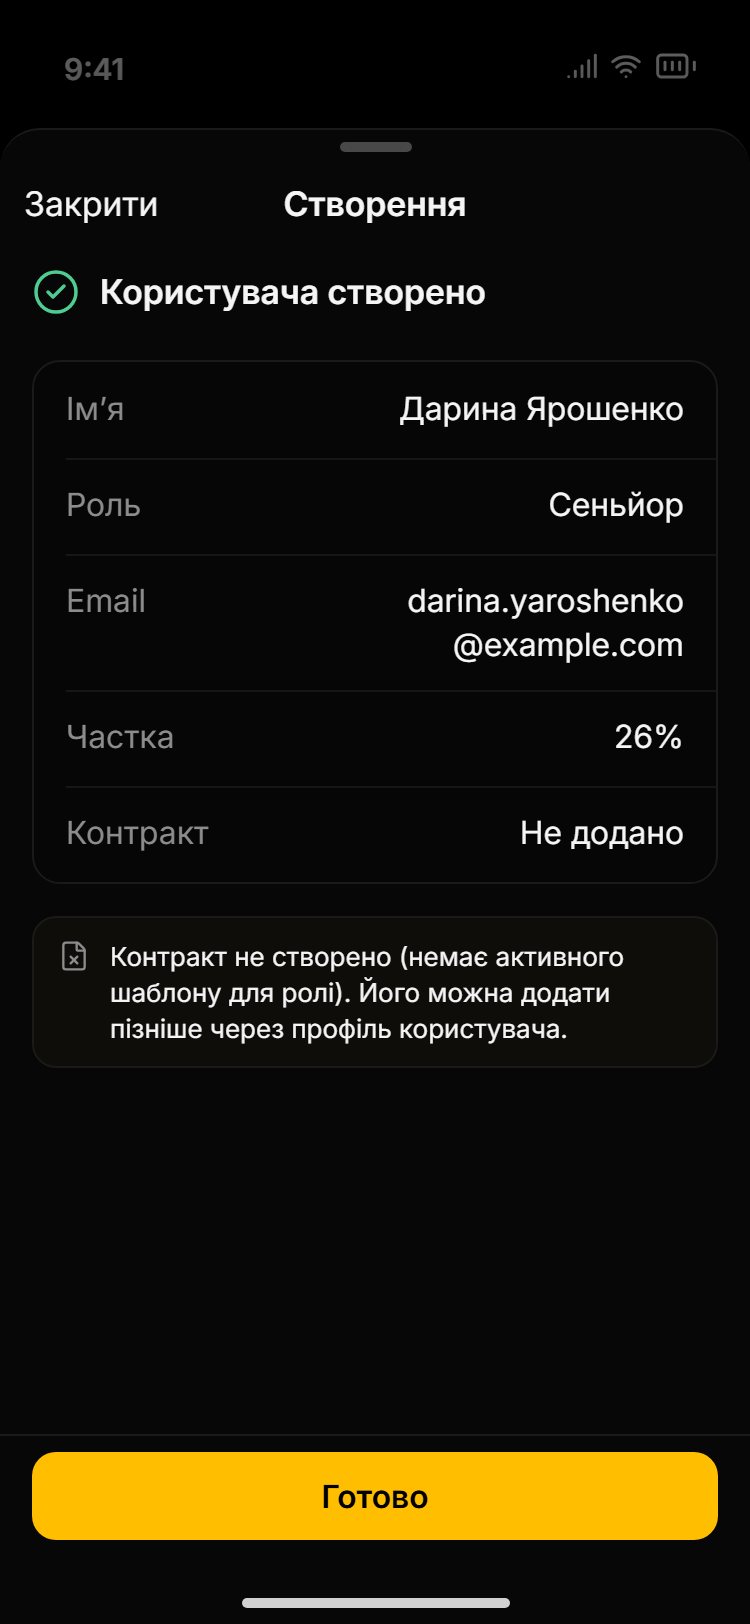 9:41
Закрити
Створення
Користувача створено
Ім’я
Дарина Ярошенко
Роль
Сеньйор
Email
darina.yaroshenko
@example.com
Частка
26%
Контракт
Не додано
Контракт не створено (немає активного
шаблону для ролі). Його можна додати
пізніше через профіль користувача.
Готово